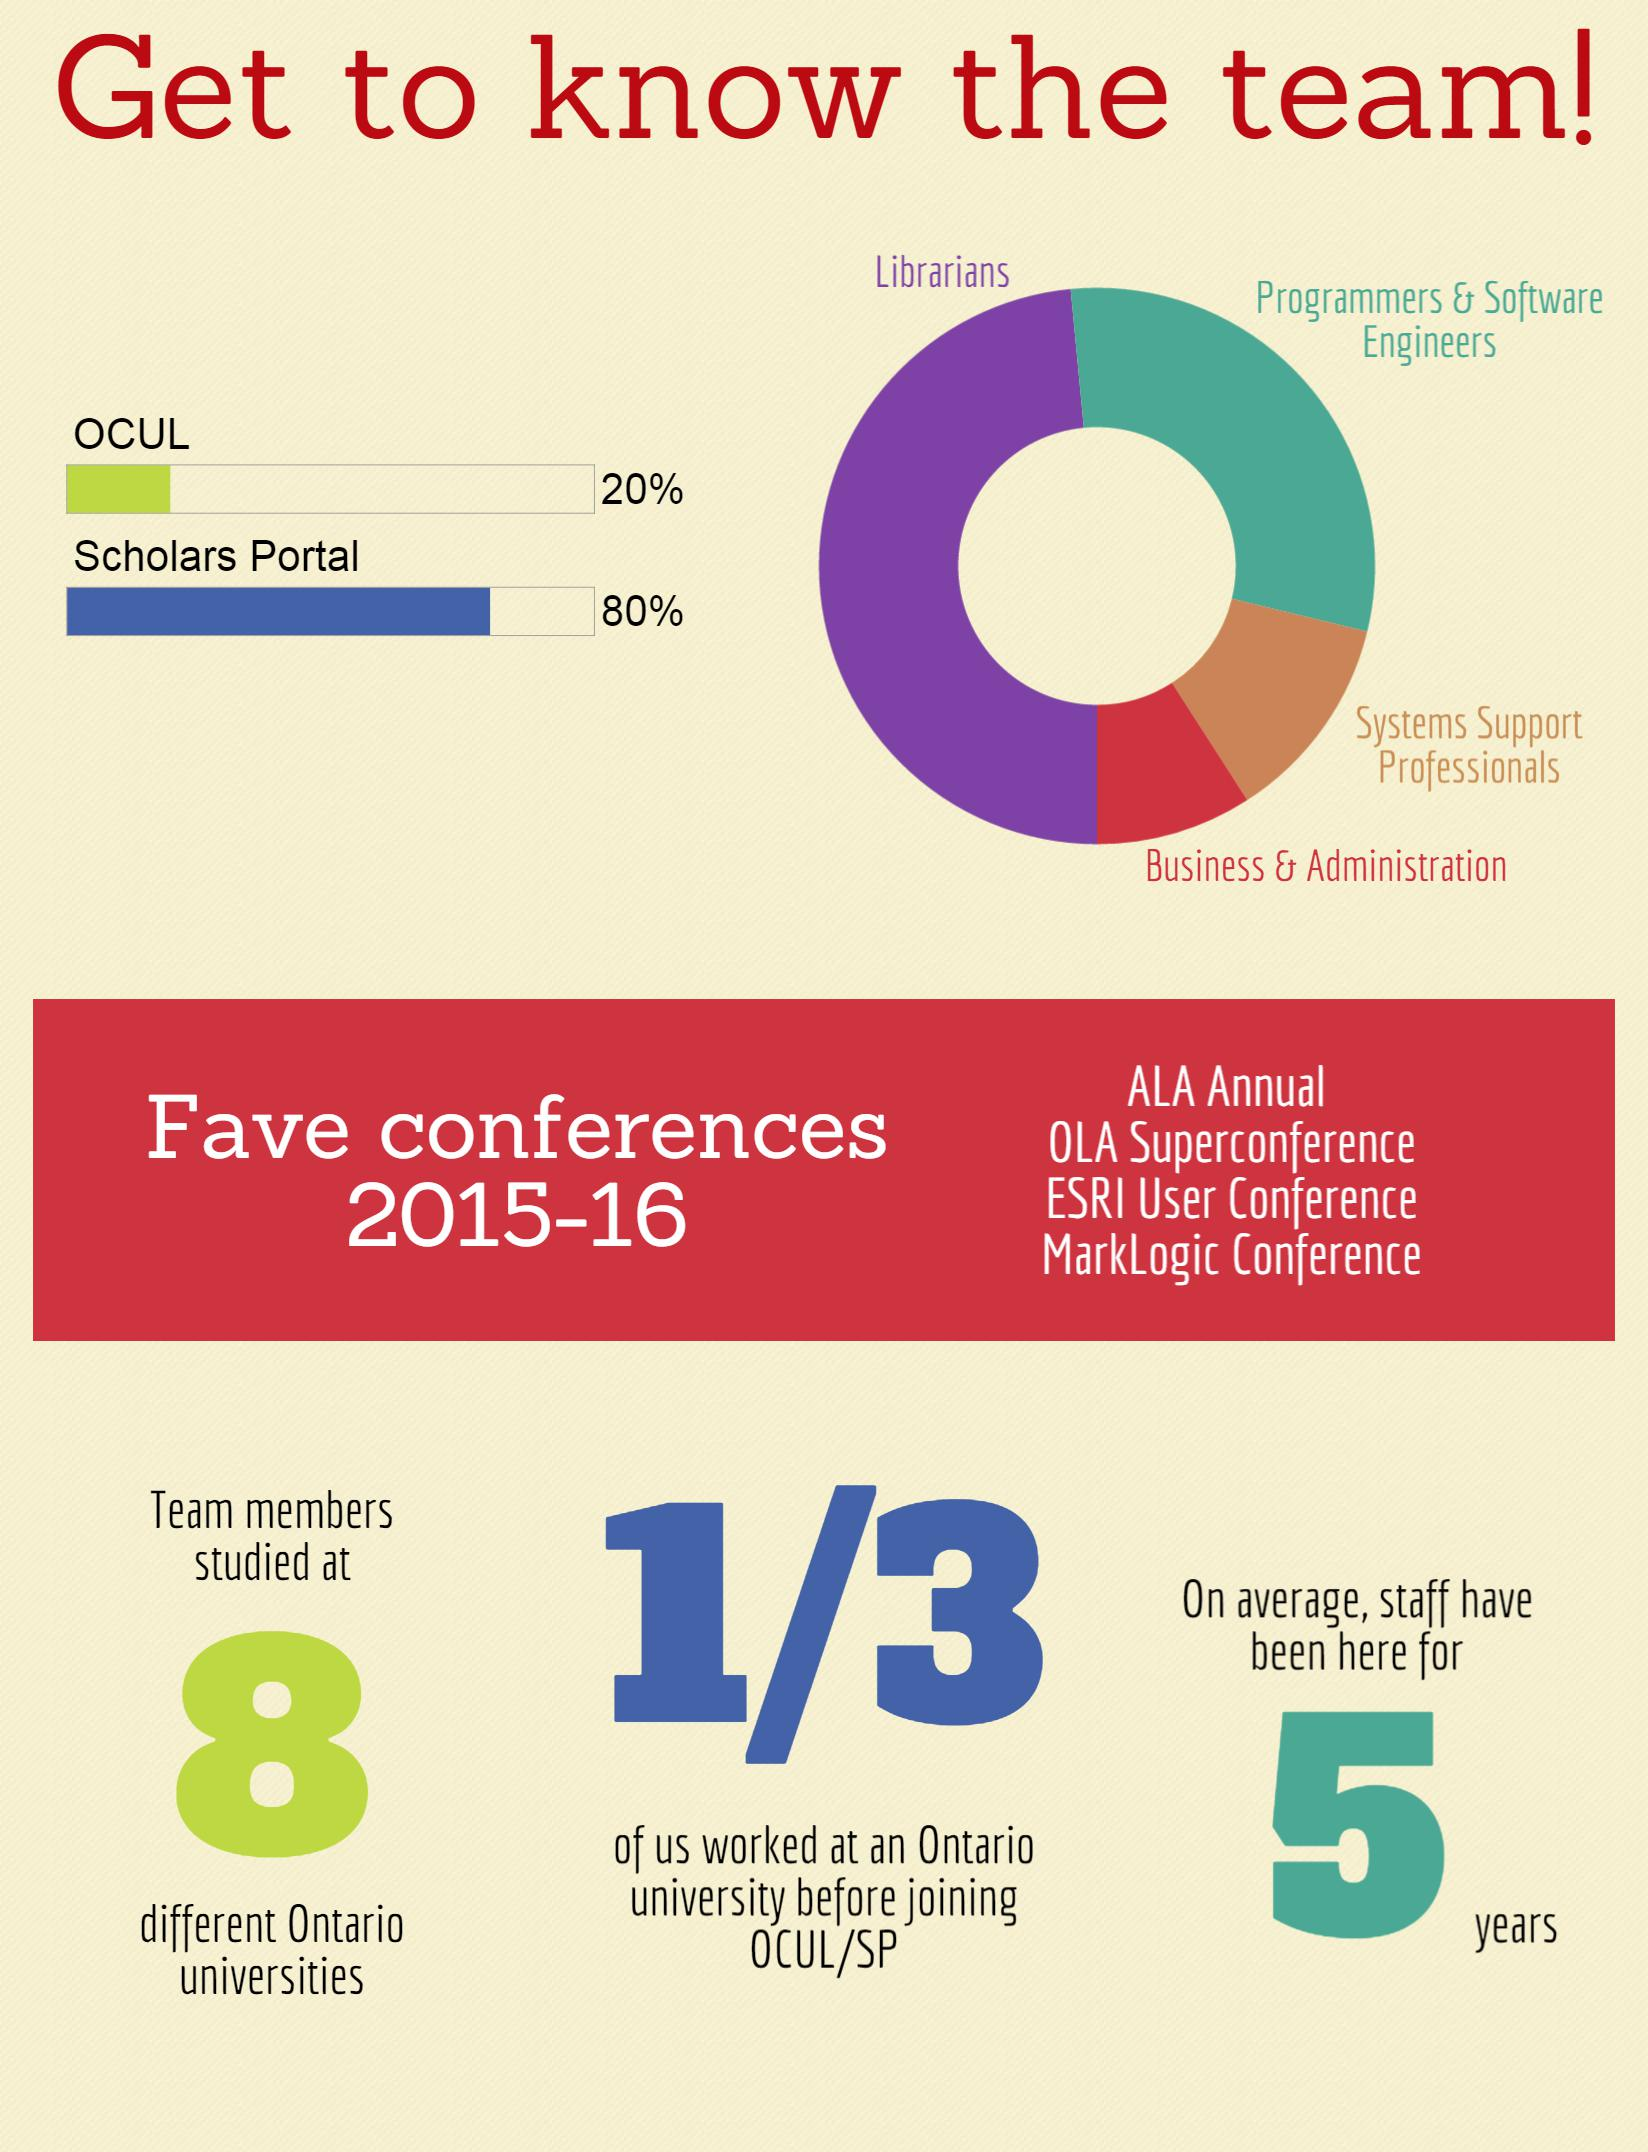 Get to know the team!
OCUL
20%
Scholars Portal
80%
Librarians
Programmers & Software
Engineers
Systems Support
Professionals
Business & Administration
Fave conferences
2015-16
ALA Annual
OLA Superconference
ESRI User Conference
MarkLogic Conference
Team members
studied at
8
different Ontario
universities
1/3
of us worked at an Ontario
university before joining
OCUL/SP
On average, staff have
been here for
5
years